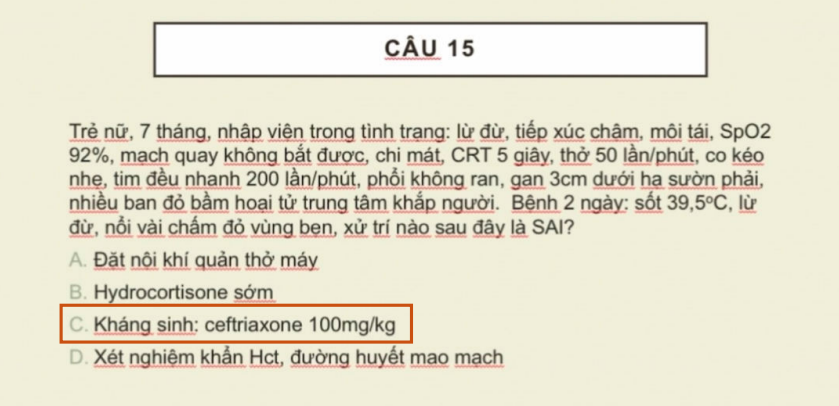 CÂU 15
Trẻ nữ, 7 tháng, nhập viện trong tình trạng: lừ đừ, tiếp xúc chậm, môi tái, SpO2
92%, mạch quay không bắt được, chi mát, CRT 5 giây, thở 50 lần/phút, co kéo
nhẹ, tim đều nhanh 200 lần/phút, phổi không ran, gan 3cm dưới hạ sườn phải,
nhiều ban đỏ bầm hoại tử trung tâm khắp người. Bệnh 2 ngày: sốt 39,5ºC, lừ
đừ, nổi vài chấm đỏ vùng bẹn, xử trí nào sau đây là SAI?
A. Đặt nội khí quản thở máy
B. Hydrocortisone sớm
C. Kháng sinh: ceftriaxone 100mg/kg
D. Xét nghiệm khẩn Hct, đường huyết mao mạch